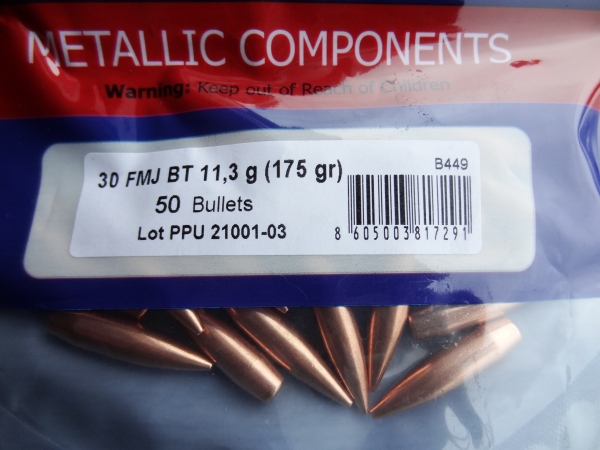 METALLIC COMPONENTS
Warning: Keep out of Reach of Children
30 FMJ BT 11,3 g (175 gr)
B449
50 Bullets
Lot PPU 21001-03
8 605003 817291